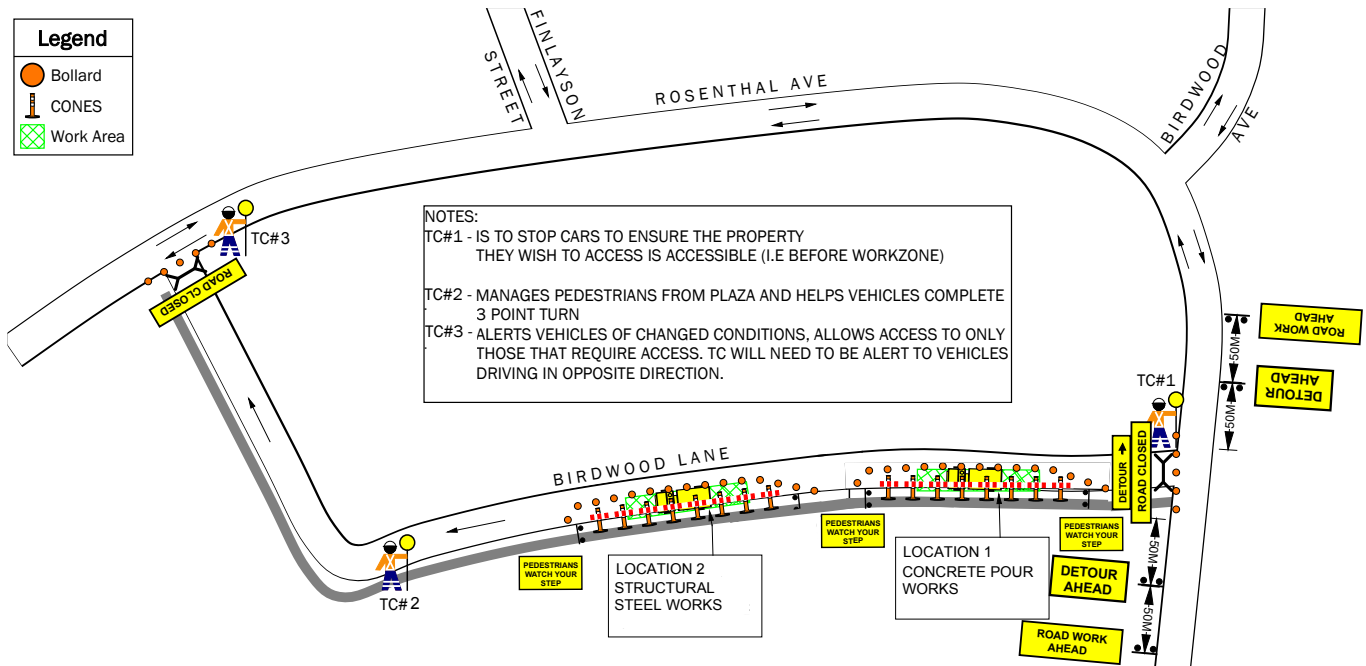 Legend
Bollard
CONES
Work Area
FINLAYSON
STREET
ROSENTHAL AVE
BIRDWOOD
AVE
TC#3
ROAD CLOSED
NOTES:
TC#1 - IS TO STOP CARS TO ENSURE THE PROPERTY
THEY WISH TO ACCESS IS ACCESSIBLE (I.E BEFORE WORKZONE)
TC#2 - MANAGES PEDESTRIANS FROM PLAZA AND HELPS VEHICLES COMPLETE
3 POINT TURN
TC#3 - ALERTS VEHICLES OF CHANGED CONDITIONS, ALLOWS ACCESS TO ONLY
THOSE THAT REQUIRE ACCESS. TC WILL NEED TO BE ALERT TO VEHICLES
DRIVING IN OPPOSITE DIRECTION.
ROAD WORK
AHEAD
50M
DETOUR
AHEAD
50M
TC#1
DETOUR
ROAD CLOSED
BIRDWOOD LANE
PEDESTRIANS
WATCH YOUR
STEP
PEDESTRIANS
WATCH YOUR
STEP
PEDESTRIANS
WATCH YOUR
STEP
LOCATION 1
CONCRETE POUR
WORKS
LOCATION 2
STRUCTURAL
STEEL WORKS
TC#2
50M
DETOUR
AHEAD
50M
ROAD WORK
AHEAD